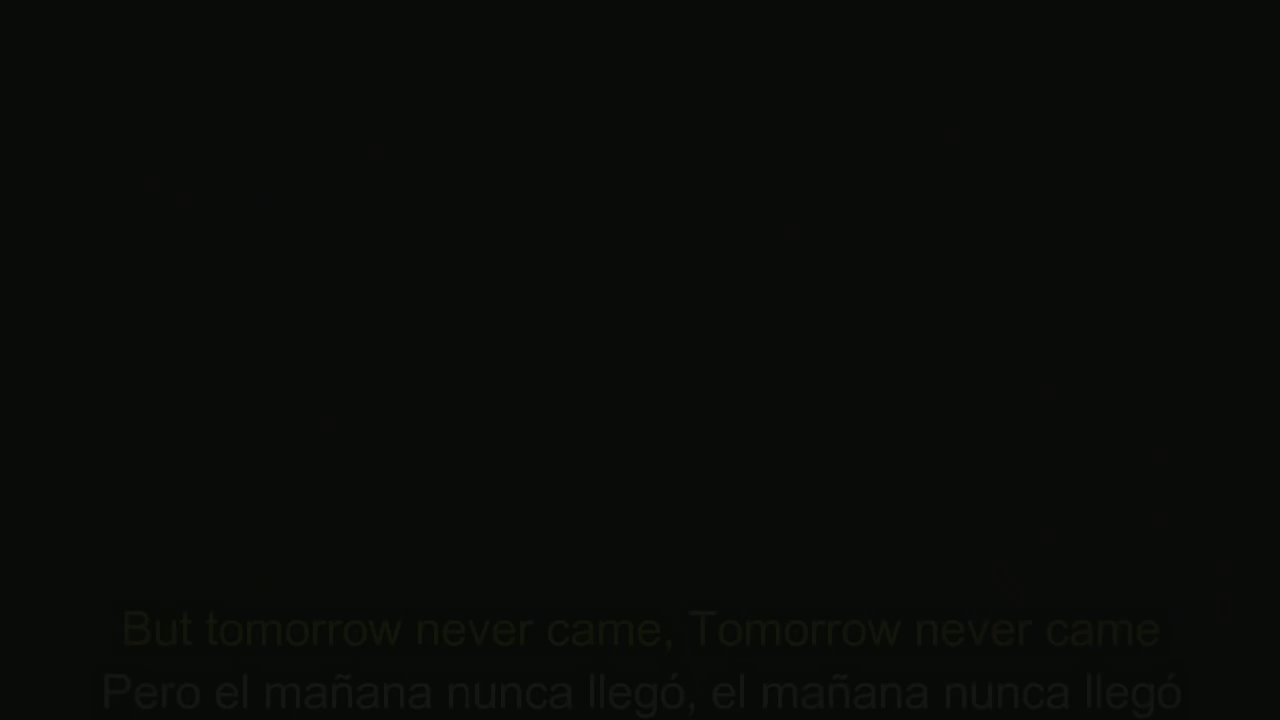 But tomorrow never came, Tomorrow never came
Pero el mañana nunca llegó, el mañana nunca llegó